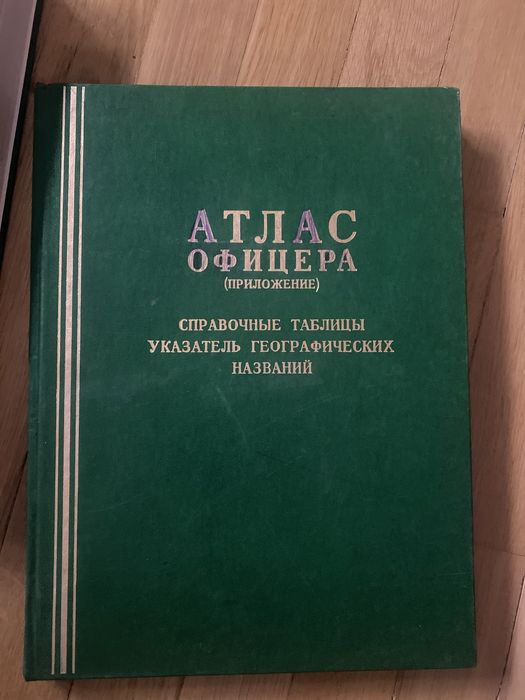 АТЛАС
ОФИЦЕРА
(ПРИЛОЖЕНИЕ)
СПРАВОЧНЫЕ ТАБЛИЦЫ
УКАЗАТЕЛЬ ГЕОГРАФИЧЕСКИХ
НАЗВАНИЙ